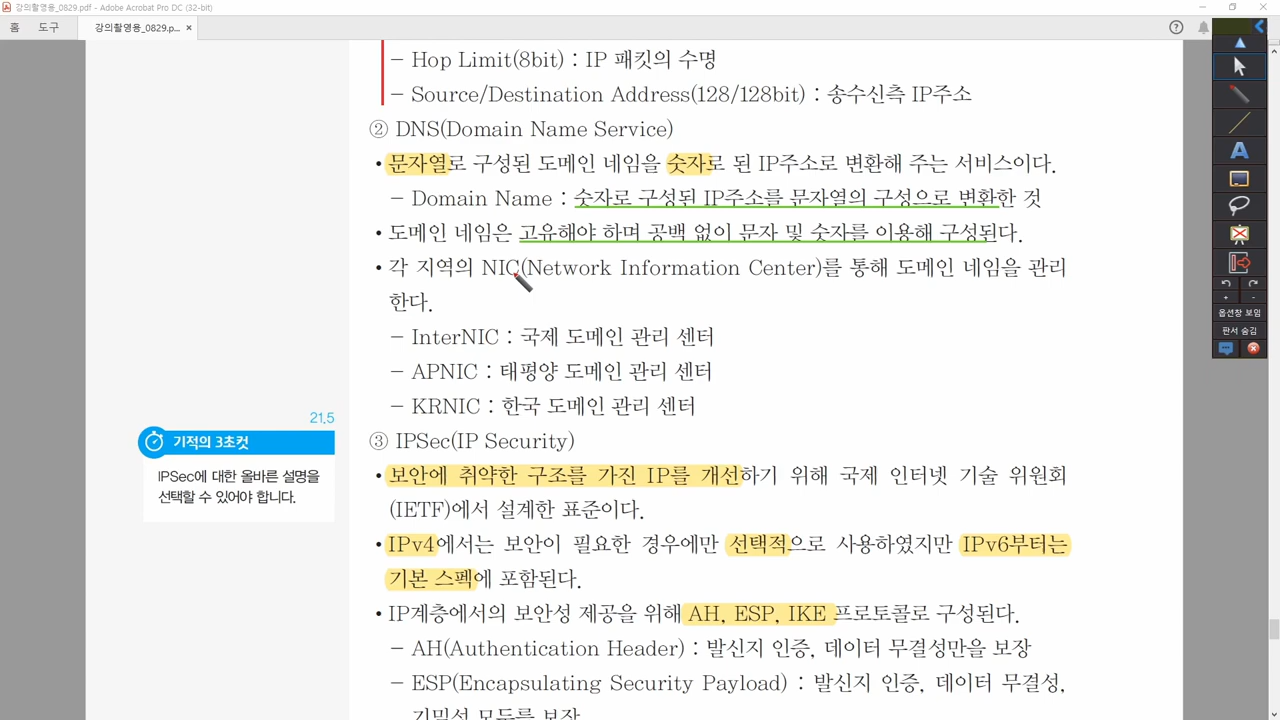 강의촬영용_0829.pdf - Adobe Acrobat Pro DC (32-bit)
홈 도구 강의촬영용_0829.p... ×
- Hop Limit(8bit) : IP 패킷의 수명
- Source/Destination Address(128/128bit) : 송수신측 IP주소
② DNS(Domain Name Service)
• 문자열로 구성된 도메인 네임을 숫자로 된 IP주소로 변환해 주는 서비스이다.
- Domain Name : 숫자로 구성된 IP주소를 문자열의 구성으로 변환한 것
• 도메인 네임은 고유해야 하며 공백 없이 문자 및 숫자를 이용해 구성된다.
• 각 지역의 NIC(Network Information Center)를 통해 도메인 네임을 관리
한다.
- InterNIC : 국제 도메인 관리 센터
- APNIC : 태평양 도메인 관리 센터
- KRNIC : 한국 도메인 관리 센터
③ IPSec(IP Security)
• 보안에 취약한 구조를 가진 IP를 개선하기 위해 국제 인터넷 기술 위원회
(IETF)에서 설계한 표준이다.
• IPv4에서는 보안이 필요한 경우에만 선택적으로 사용하였지만 IPv6부터는
기본 스펙에 포함된다.
• IP계층에서의 보안성 제공을 위해 AH, ESP, IKE 프로토콜로 구성된다.
- AH(Authentication Header) : 발신지 인증, 데이터 무결성만을 보장
- ESP(Encapsulating Security Payload) : 발신지 인증, 데이터 무결성,
기밀성 모두를 보장
21.5
기적의 3초컷
IPSec에 대한 올바른 설명을
선택할 수 있어야 합니다.
A
옵션창 보임
판서 숨김